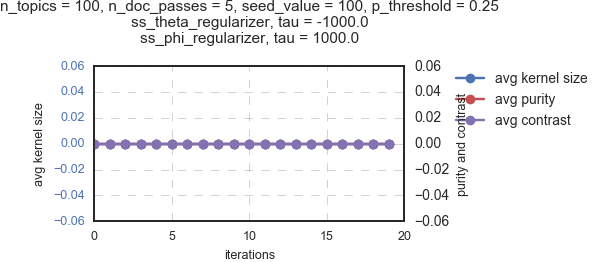 n_topics = 100, n_doc_passes = 5, seed_value = 100, p_threshold = 0.25
ss_theta_regularizer, tau = -1000.0
ss_phi_regularizer, tau = 1000.0
0.06
0.04
0.02
0.00
−0.02
−0.04
−0.06
avg kernel size
0
5
10
15
20
iterations
0.06
0.04
0.02
0.00
−0.02
−0.04
−0.06
purity and contrast
avg kernel size
avg purity
avg contrast